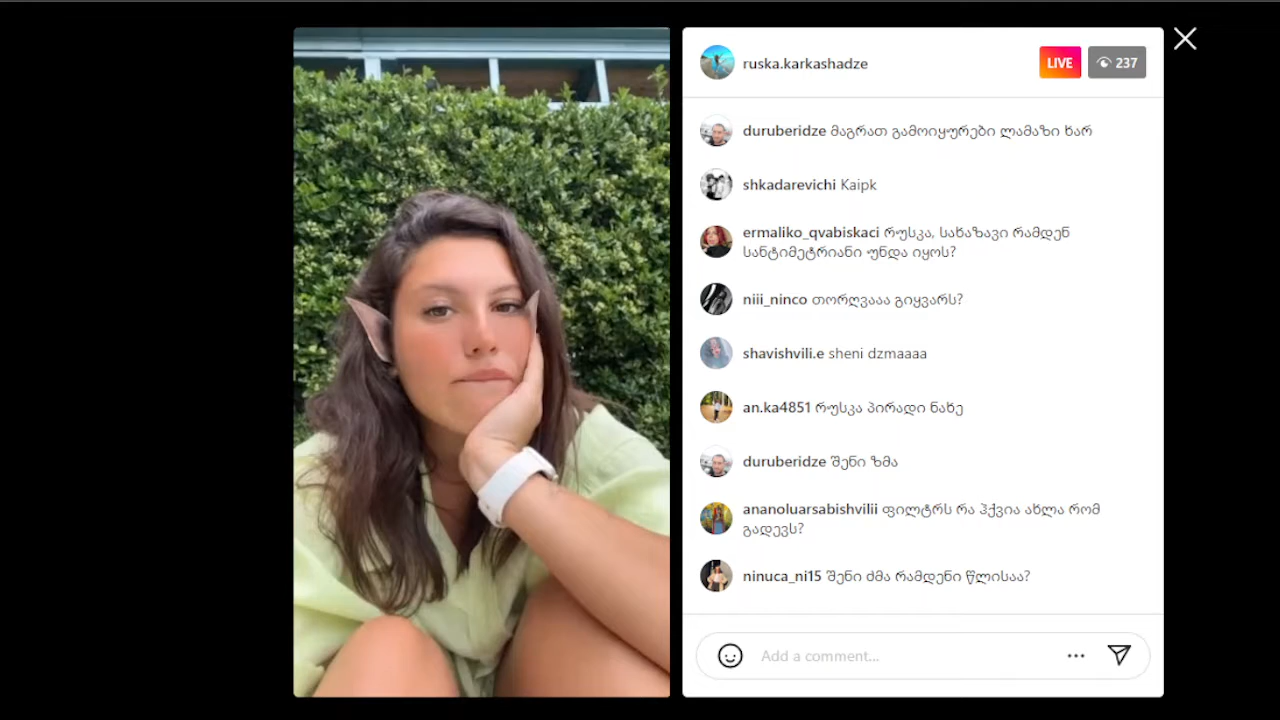 ruska.karkashadze LIVE 237
duruberidze მაგრათ გამოიყურები ლამაზი ხარ
shkadarevichi Kaipk
ermaliko_qvabiskaci რუსკა, სახაზავი რამდენ
სანტიმეტრიანი უნდა იყოს?
niii_ninco თორღვააა გიყვარს?
shavishvili.e sheni dzmaaaa
an.ka4851 რუსკა პირადი ნახე
duruberidze შენი ზმა
ananoluarsabishvilii ფილტრს რა ჰქვია ახლა რომ
გადევს?
ninuca_ni15 შენი ძმა რამდენი წლისაა?
Add a comment...